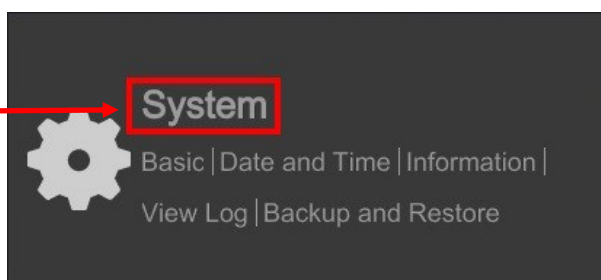 System
Basic|Date and Time|Information|
View Log|Backup and Restore